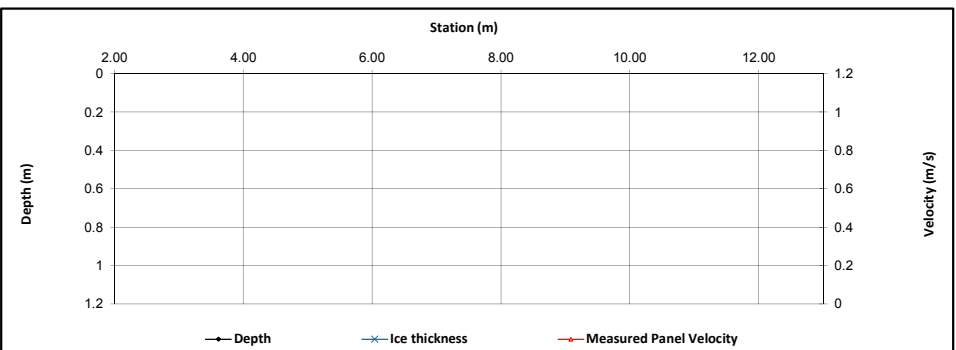 Station (m)
2.00 4.00 6.00 8.00 10.00 12.00
0 1.2
0.2 1
0.4 0.8
0.6 0.6
0.8 0.4
1 0.2
1.2 0
Depth (m)
Velocity (m/s)
Depth Ice thickness Measured Panel Velocity